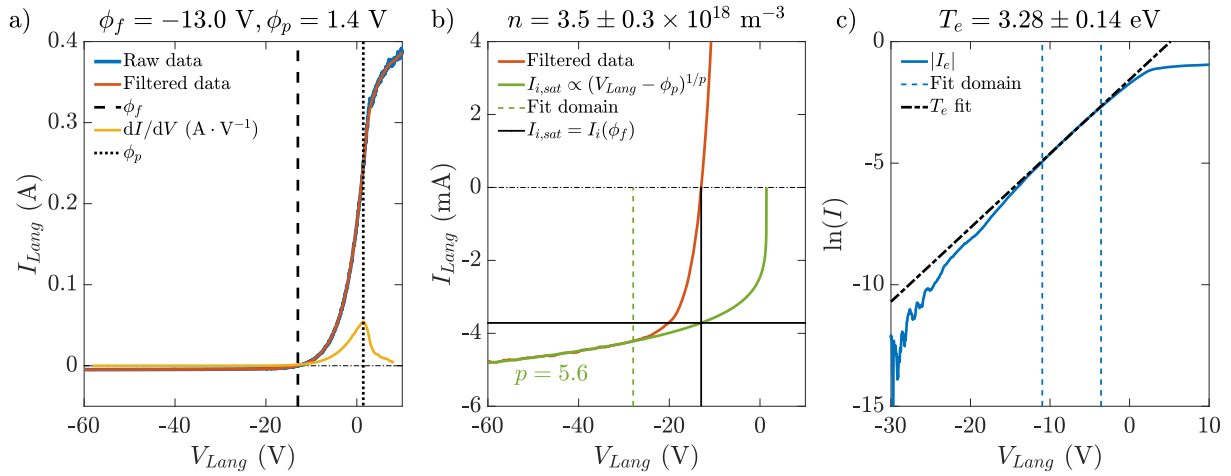 a) ϕ_f = −13.0 V, ϕ_p = 1.4 V
0.4
0.3
0.2
0.1
0
-60
-40
-20
0
I_Lang (A)
V_Lang (V)
Raw data
Filtered data
ϕ_f
dI/dV (A · V⁻¹)
ϕ_p
b) n = 3.5 ± 0.3 × 10¹⁸ m⁻³
4
2
0
-2
-4
-6
-60
-40
-20
0
I_Lang (mA)
V_Lang (V)
Filtered data
I_i,sat ∝ (V_Lang − ϕ_p)^1/p
Fit domain
I_i,sat = I_i(ϕ_f)
p = 5.6
c) T_e = 3.28 ± 0.14 eV
0
-5
-10
-15
-30
-20
-10
0
10
ln(I)
V_Lang (V)
|I_e|
Fit domain
T_e fit